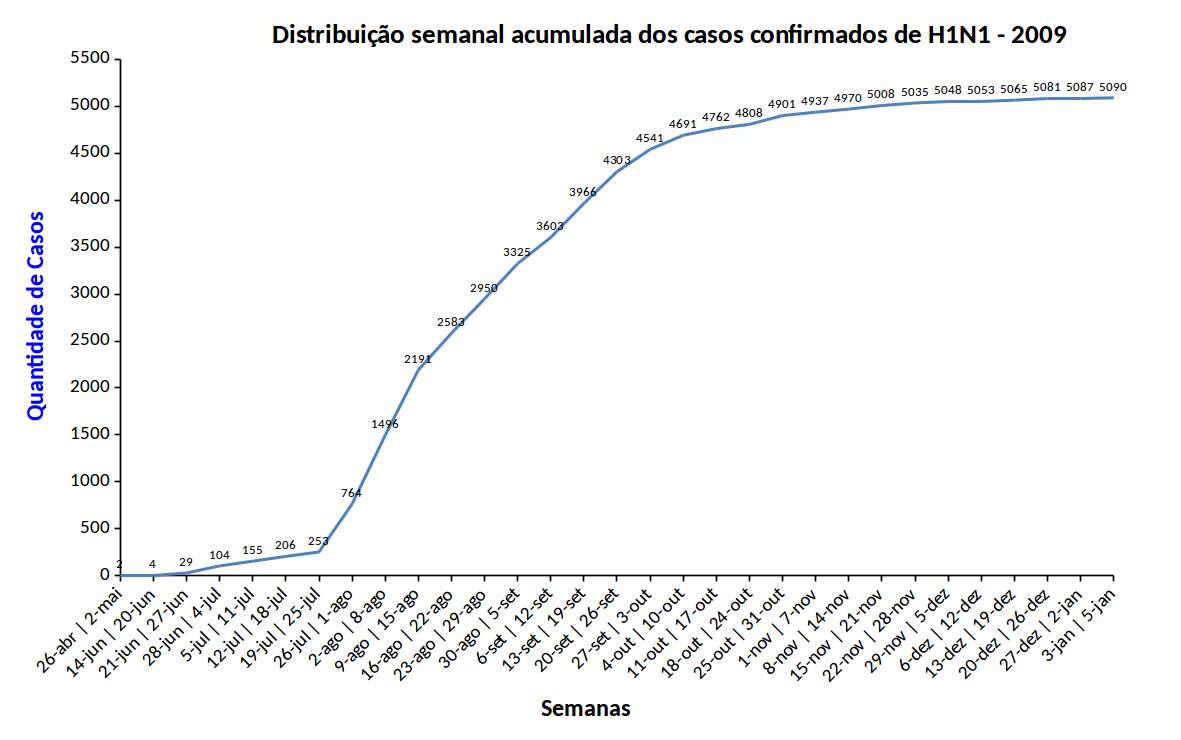 Distribuição semanal acumulada dos casos confirmados de H1N1 - 2009
Quantidade de Casos
5500
5000
4500
4000
3500
3000
2500
2000
1500
1000
500
0
2
4
29
104
155
206
253
764
1496
2191
2583
2950
3325
3603
3966
4303
4541
4691
4762
4808
4901
4937
4970
5008
5035
5048
5053
5065
5081
5087
5090
26-abr | 2-mai
14-jun | 20-jun
21-jun | 27-jun
28-jun | 4-jul
5-jul | 11-jul
12-jul | 18-jul
19-jul | 25-jul
26-jul | 1-ago
2-ago | 8-ago
9-ago | 15-ago
16-ago | 22-ago
23-ago | 29-ago
30-ago | 5-set
6-set | 12-set
13-set | 19-set
20-set | 26-set
27-set | 3-out
4-out | 10-out
11-out | 17-out
18-out | 24-out
25-out | 31-out
1-nov | 7-nov
8-nov | 14-nov
15-nov | 21-nov
22-nov | 28-nov
29-nov | 5-dez
6-dez | 12-dez
13-dez | 19-dez
20-dez | 26-dez
27-dez | 2-jan
3-jan | 5-jan
Semanas